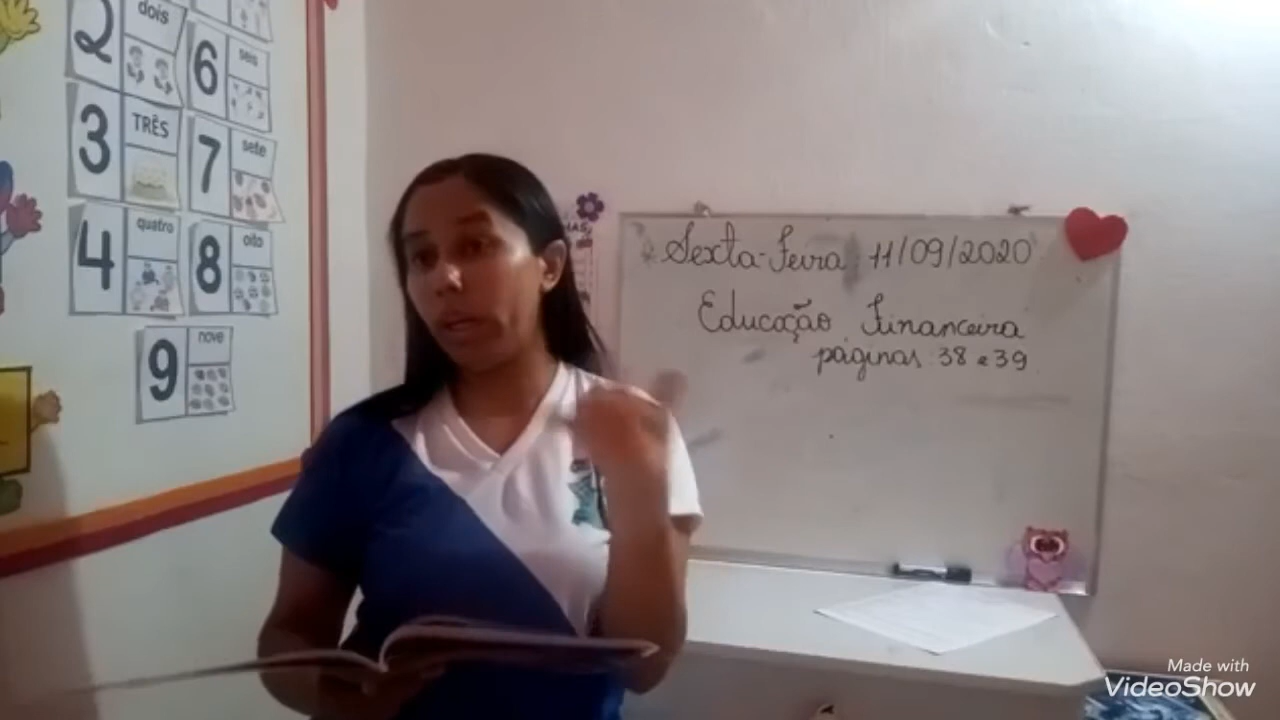 2
dois
6
seis
3
TRÊS
7
sete
4
quatro
8
oito
9
nove
Sexta-Feira 11/09/2020
Educação Financeira
páginas 38 e 39
Made with
VideoShow